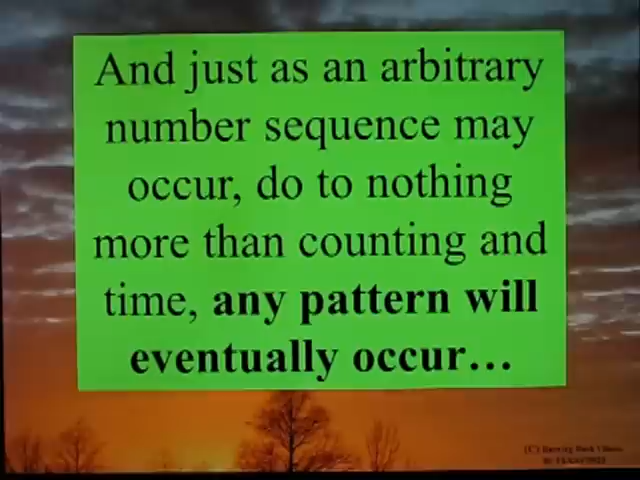 And just as an arbitrary
number sequence may
occur, do to nothing
more than counting and
time, any pattern will
eventually occur…